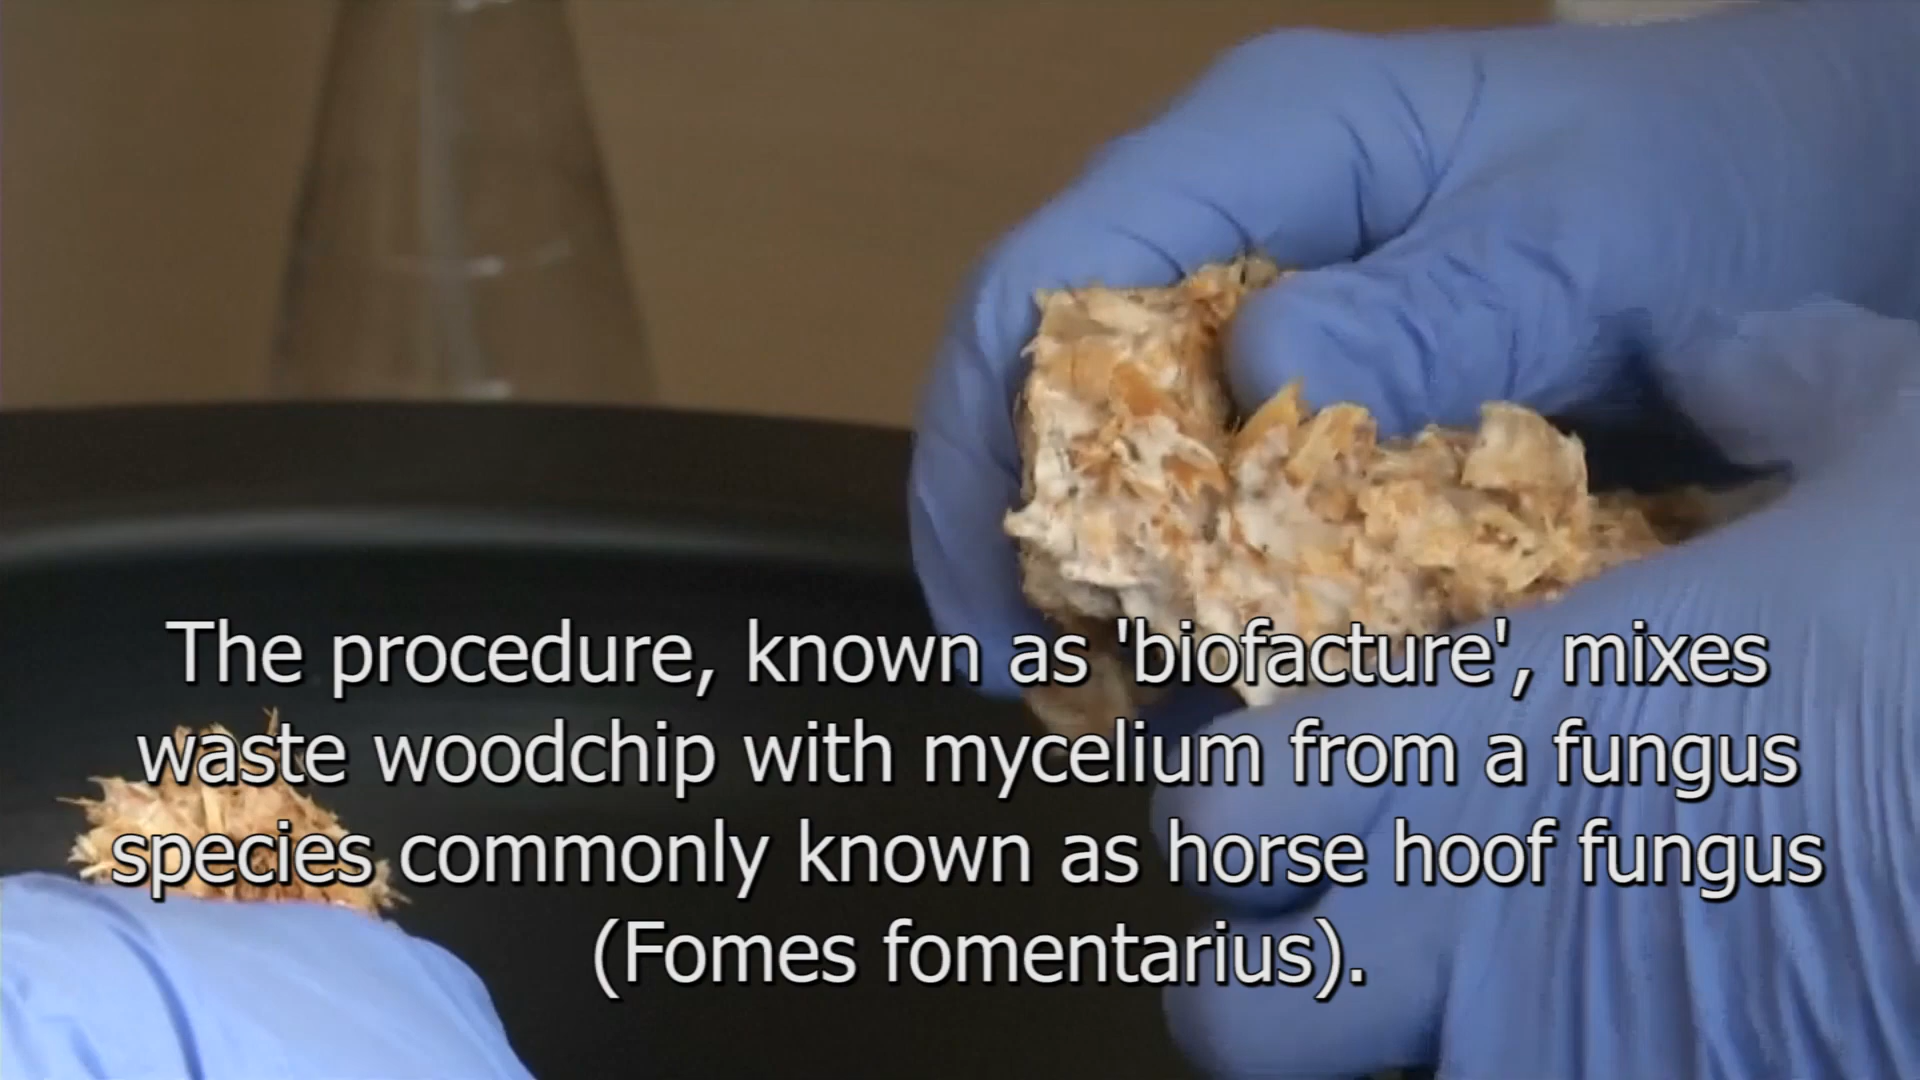 The procedure, known as 'biofacture', mixes
waste woodchip with mycelium from a fungus
species commonly known as horse hoof fungus
(Fomes fomentarius).